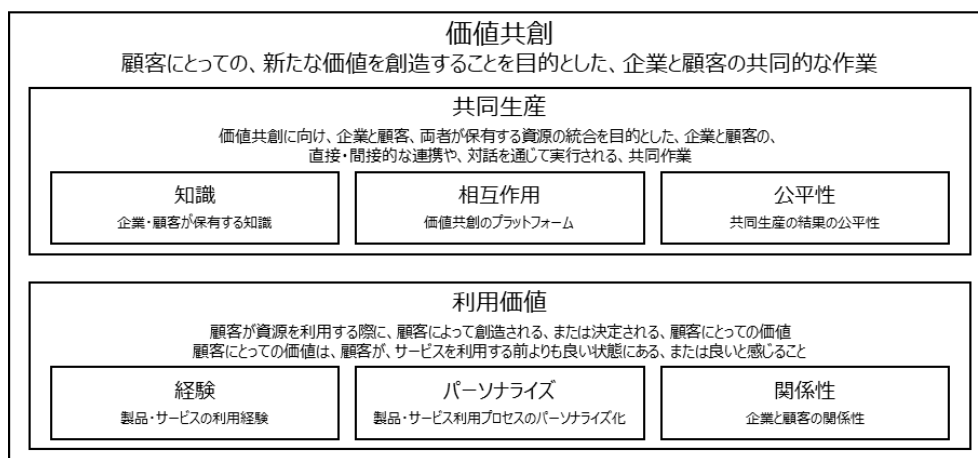 価値共創
顧客にとっての、新たな価値を創造することを目的とした、企業と顧客の共同的な作業
共同生産
価値共創に向け、企業と顧客、両者が保有する資源の統合を目的とした、企業と顧客の、
直接・間接的な連携や、対話を通じて実行される、共同作業
知識
企業・顧客が保有する知識
相互作用
価値共創のプラットフォーム
公平性
共同生産の結果の公平性
利用価値
顧客が資源を利用する際に、顧客によって創造される、または決定される、顧客にとっての価値
顧客にとっての価値は、顧客が、サービスを利用する前よりも良い状態にある、または良いと感じること
経験
製品・サービスの利用経験
パーソナライズ
製品・サービス利用プロセスのパーソナライズ化
関係性
企業と顧客の関係性